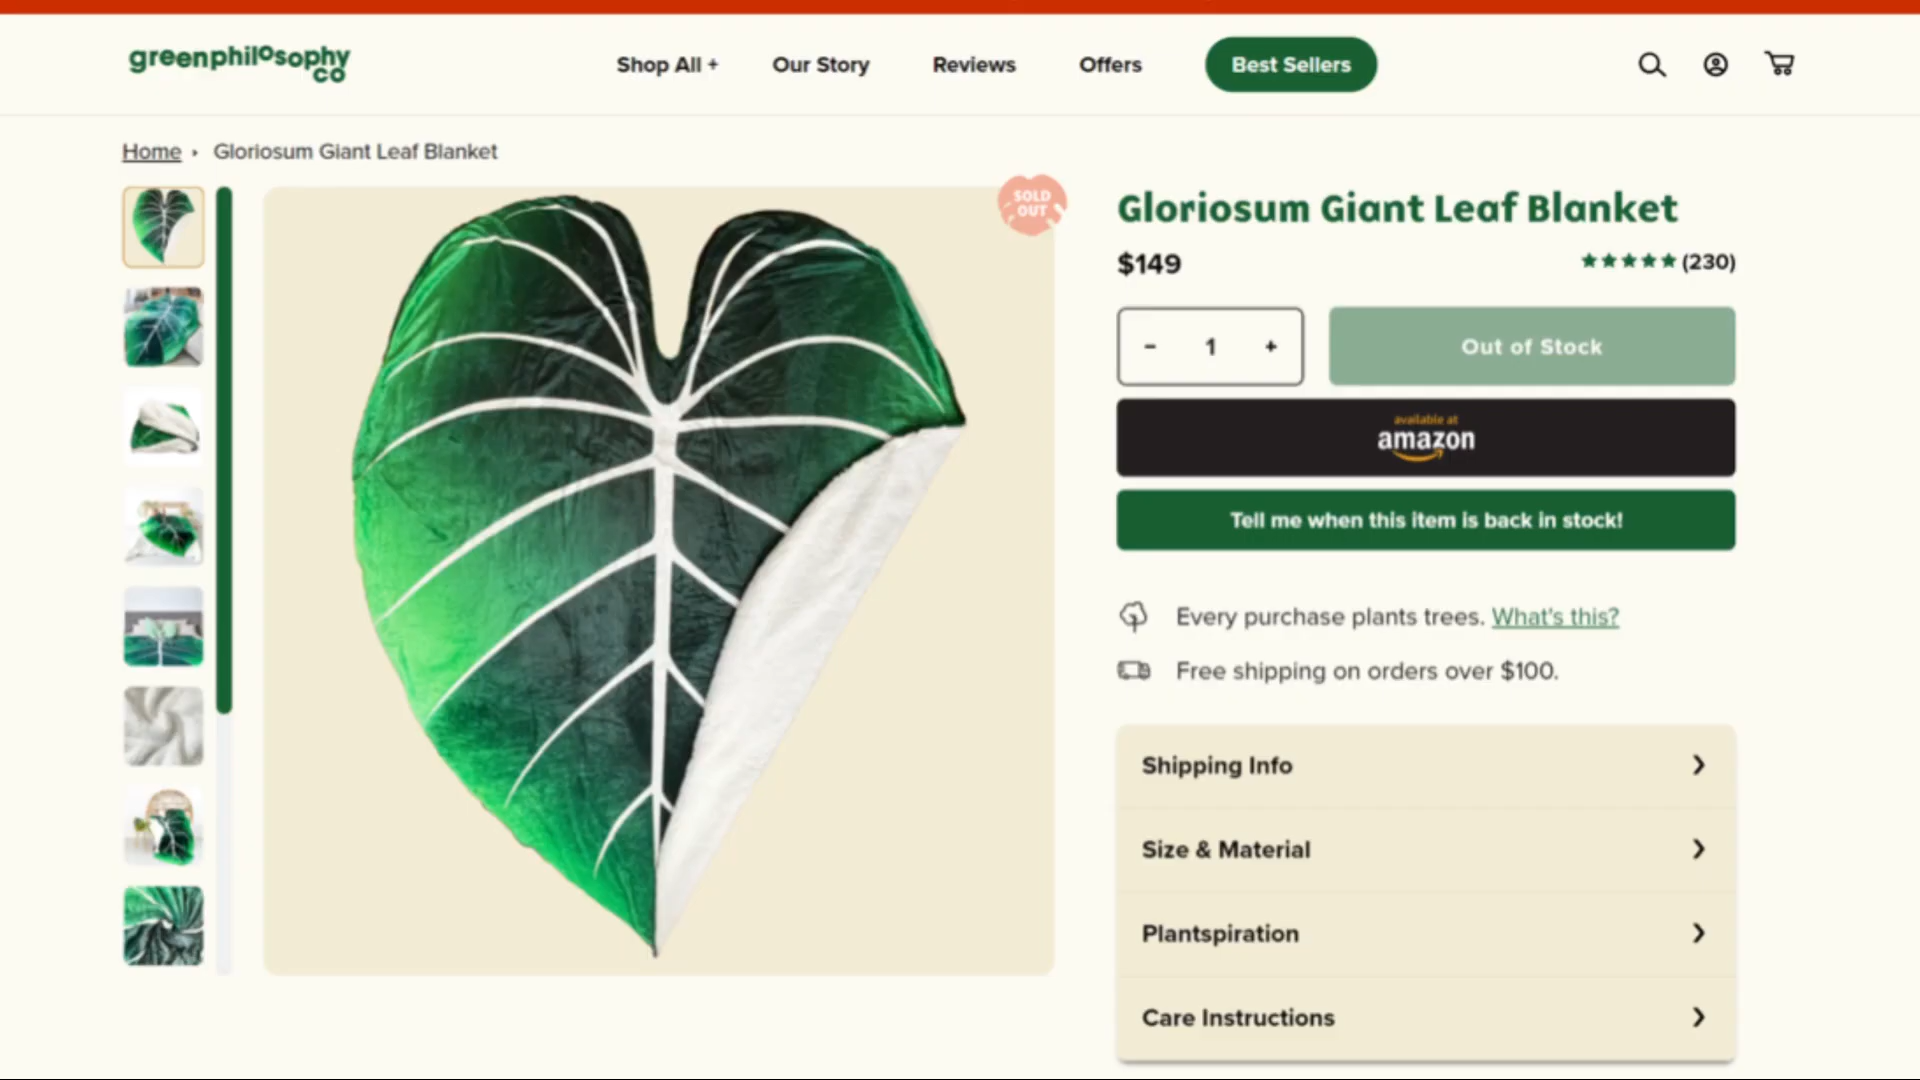 greenphilosophy
co
Shop All +
Our Story
Reviews
Offers
Best Sellers
Home
Gloriosum Giant Leaf Blanket
SOLD
OUT
Gloriosum Giant Leaf Blanket
$149
(230)
- 1 +
Out of Stock
available at
amazon
Tell me when this item is back in stock!
Every purchase plants trees. What's this?
Free shipping on orders over $100.
Shipping Info
Size & Material
Plantspiration
Care Instructions